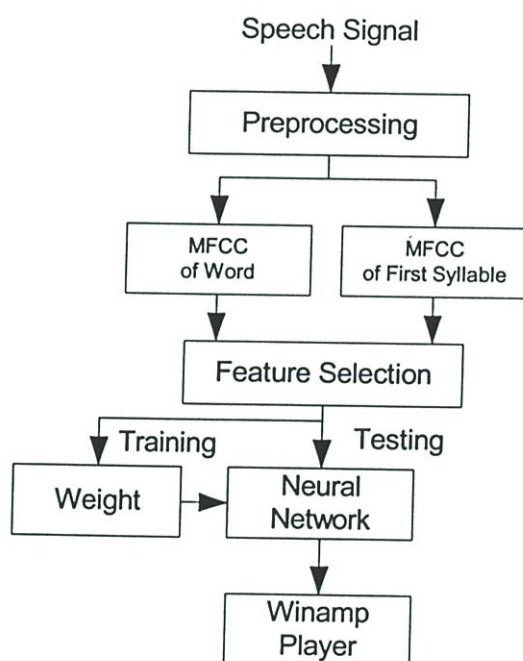 Speech Signal
Preprocessing
MFCC
of Word
MFCC
of First Syllable
Feature Selection
Training
Testing
Weight
Neural
Network
Winamp
Player